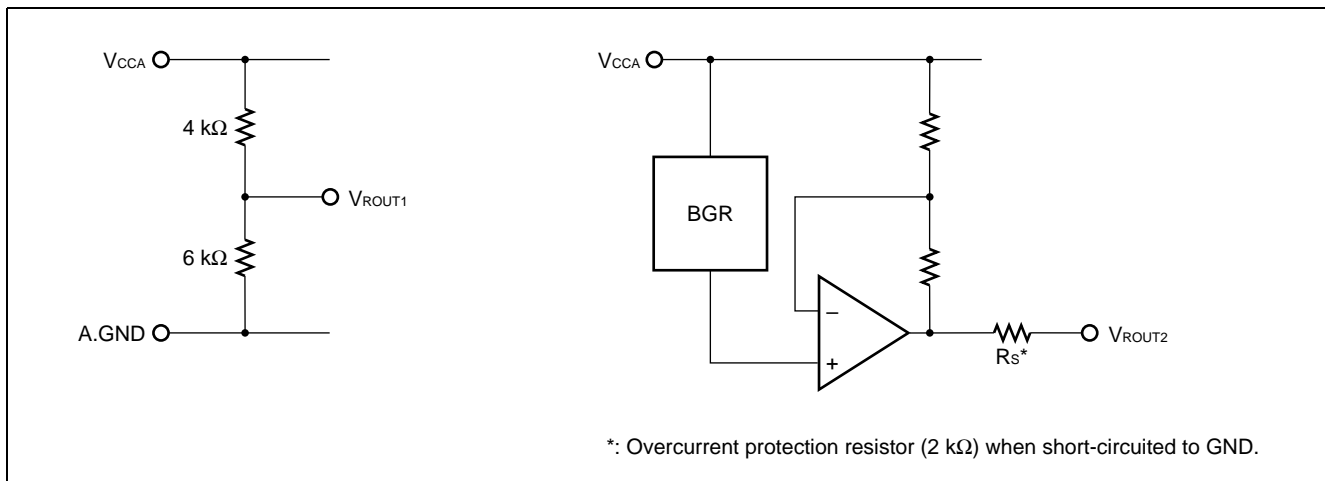 VCCA
4 kΩ
VROUT1
6 kΩ
A.GND
VCCA
BGR
−
+
RS*
VROUT2
*: Overcurrent protection resistor (2 kΩ) when short-circuited to GND.